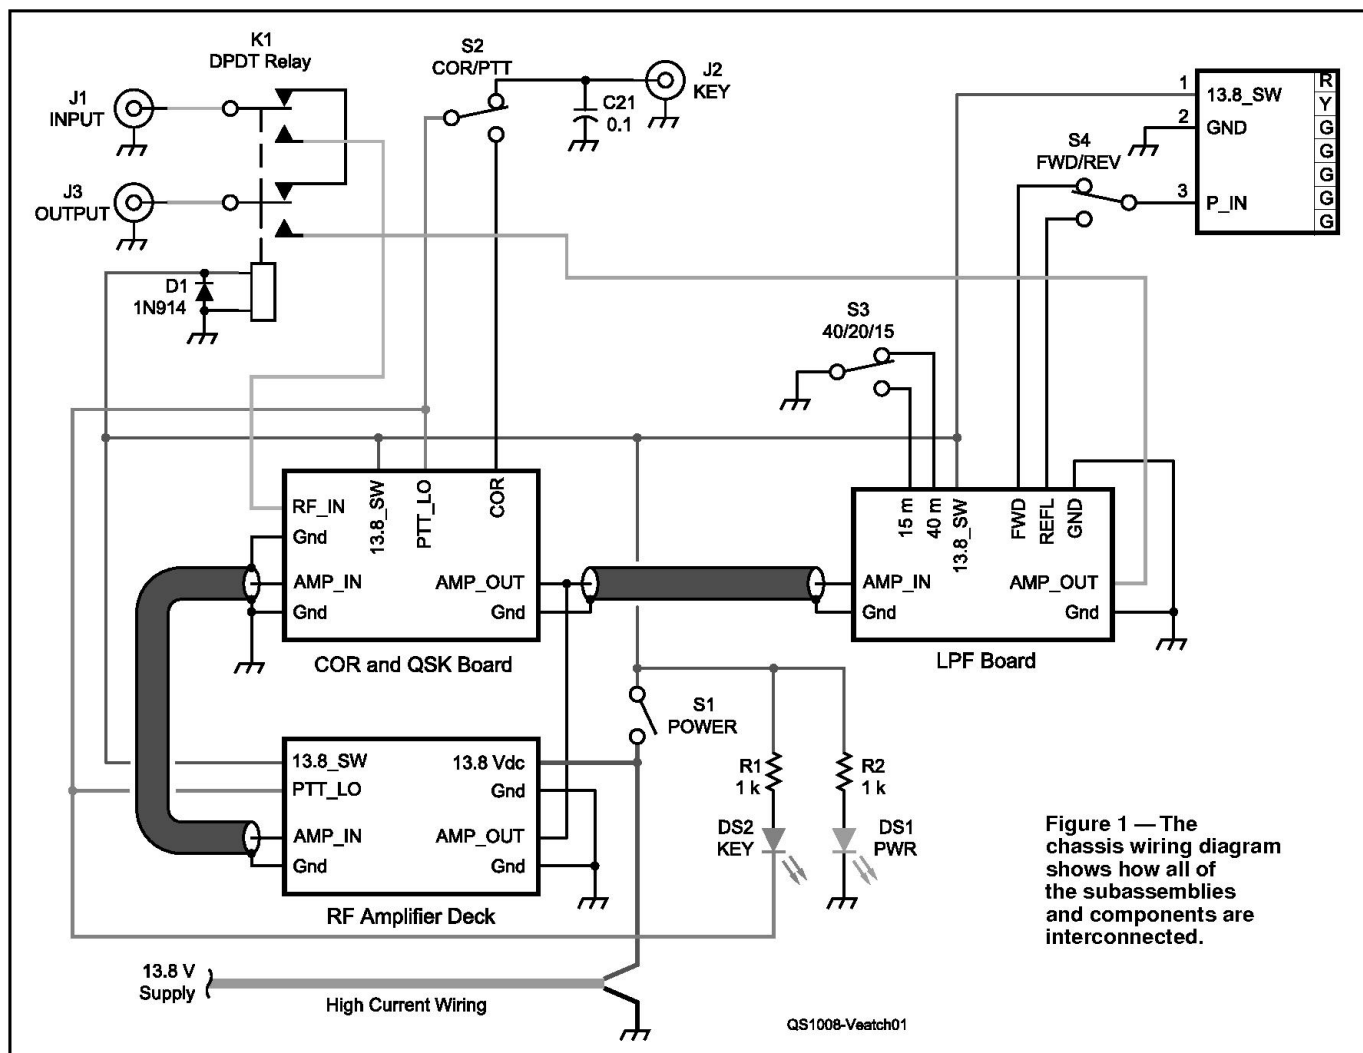 K1
DPDT Relay
J1
INPUT
J3
OUTPUT
D1
1N914
S2
COR/PTT
C21
0.1
J2
KEY
1
13.8_SW
2
GND
3
P_IN
R
Y
G
G
G
G
G
S4
FWD/REV
S3
40/20/15
RF_IN
Gnd
AMP_IN
Gnd
13.8_SW
PTT_LO
COR
AMP_OUT
Gnd
COR and QSK Board
15 m
40 m
13.8_SW
FWD
REFL
GND
AMP_IN
Gnd
AMP_OUT
Gnd
LPF Board
13.8_SW
PTT_LO
AMP_IN
Gnd
13.8 Vdc
Gnd
AMP_OUT
Gnd
RF Amplifier Deck
S1
POWER
R1
1 k
R2
1 k
DS2
KEY
DS1
PWR
13.8 V
Supply
High Current Wiring
Figure 1 — The
chassis wiring diagram
shows how all of
the subassemblies
and components are
interconnected.
QS1008-Veatch01